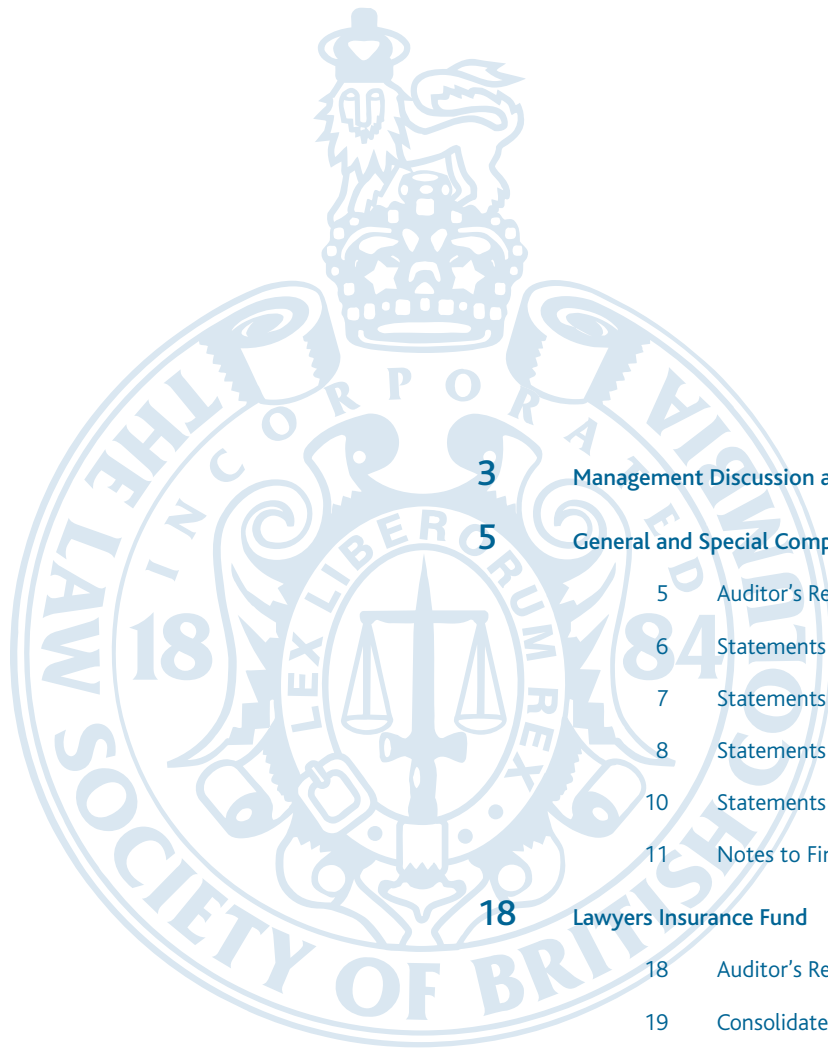 THE LAW SOCIETY OF BRITISH COLUMBIA
INCORPORATED
LEX LIBERORUM REX
18 84
3 Management Discussion a
5 General and Special Comp
5 Auditor's Re
6 Statements
7 Statements
8 Statements
10 Statements
11 Notes to Fin
18 Lawyers Insurance Fund
18 Auditor's Re
19 Consolidate